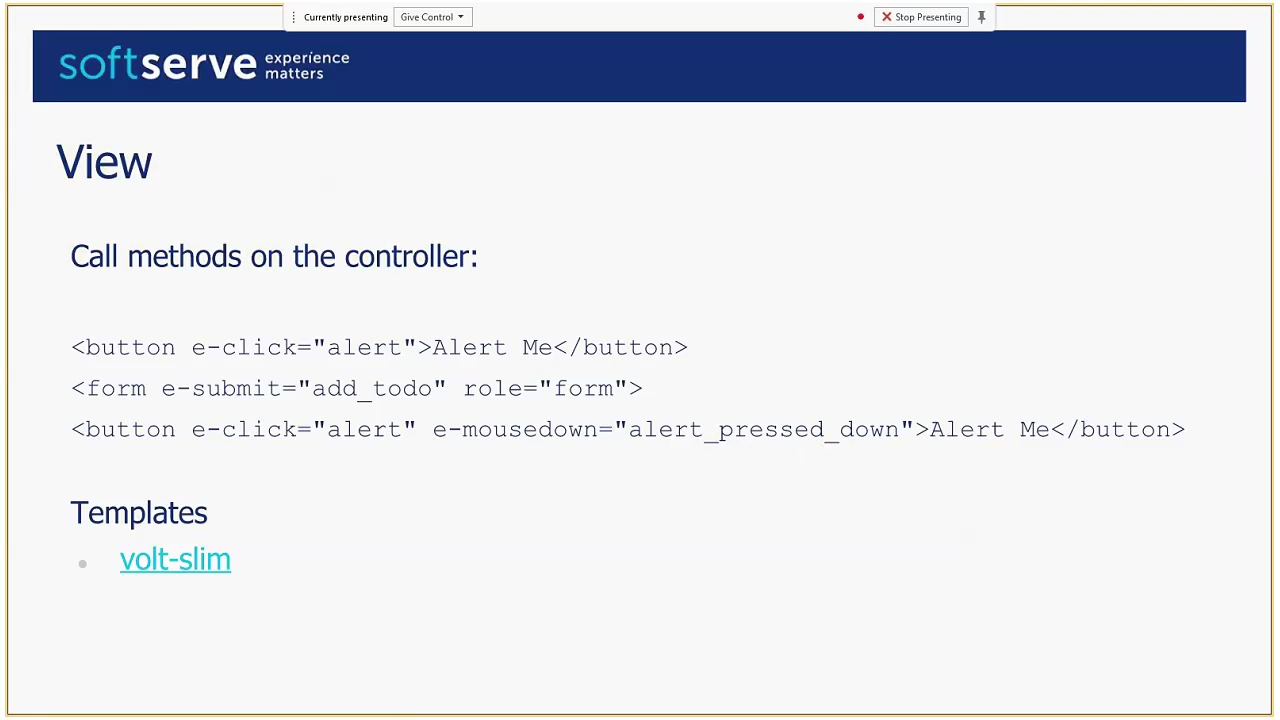 Currently presenting Give Control Stop Presenting
softserve experience matters
View
Call methods on the controller:
<button e-click="alert">Alert Me</button>
<form e-submit="add_todo" role="form">
<button e-click="alert" e-mousedown="alert_pressed_down">Alert Me</button>
Templates
volt-slim